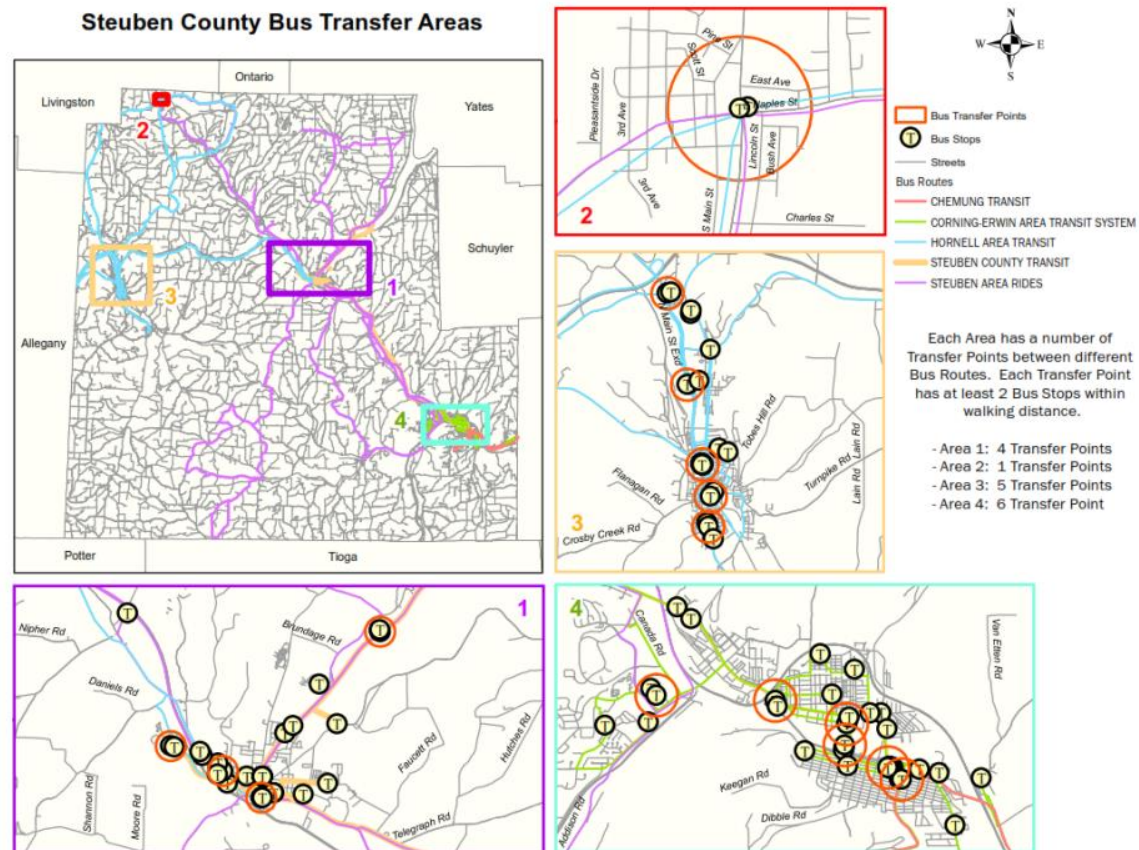 Steuben County Bus Transfer Areas
Ontario
Livingston
Yates
2
Schuyler
1
3
Allegany
4
Potter
Tioga
Pine St
Scott St
East Ave
Pleasantside Dr
3rd Ave
Naples St
Lincoln St
Bush Ave
3rd Ave
S Main St
Charles St
2
N
W E
S
Bus Transfer Points
T Bus Stops
Streets
Bus Routes
CHEMUNG TRANSIT
CORNING-ERWIN AREA TRANSIT SYSTEM
HORNELL AREA TRANSIT
STEUBEN COUNTY TRANSIT
STEUBEN AREA RIDES
Each Area has a number of
Transfer Points between different
Bus Routes. Each Transfer Point
has at least 2 Bus Stops within
walking distance.
- Area 1: 4 Transfer Points
- Area 2: 1 Transfer Points
- Area 3: 5 Transfer Points
- Area 4: 6 Transfer Point
Main St Exd
Tobes Hill Rd
Lain Rd
Turnpike Rd
Lain Rd
Flanagan Rd
Crosby Creek Rd
3
1
Nipher Rd
Brundage Rd
Daniels Rd
Hutches Rd
Faucett Rd
Shannon Rd
Moore Rd
Telegraph Rd
4
Canada Rd
Van Etten Rd
Keegan Rd
Addison Rd
Dibble Rd